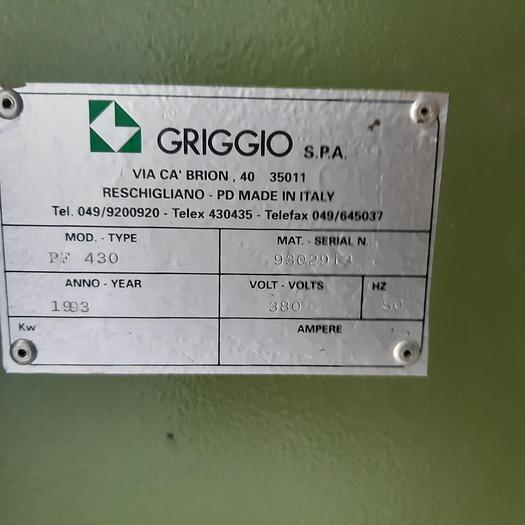 GRIGGIO S.P.A.
VIA CA' BRION, 40 35011
RESCHIGLIANO - PD MADE IN ITALY
Tel. 049/9200920 - Telex 430435 - Telefax 049/645037
MOD. - TYPE MAT. - SERIAL N.
PF 430
ANNO - YEAR VOLT - VOLTS HZ
1993 380 50
Kw AMPERE